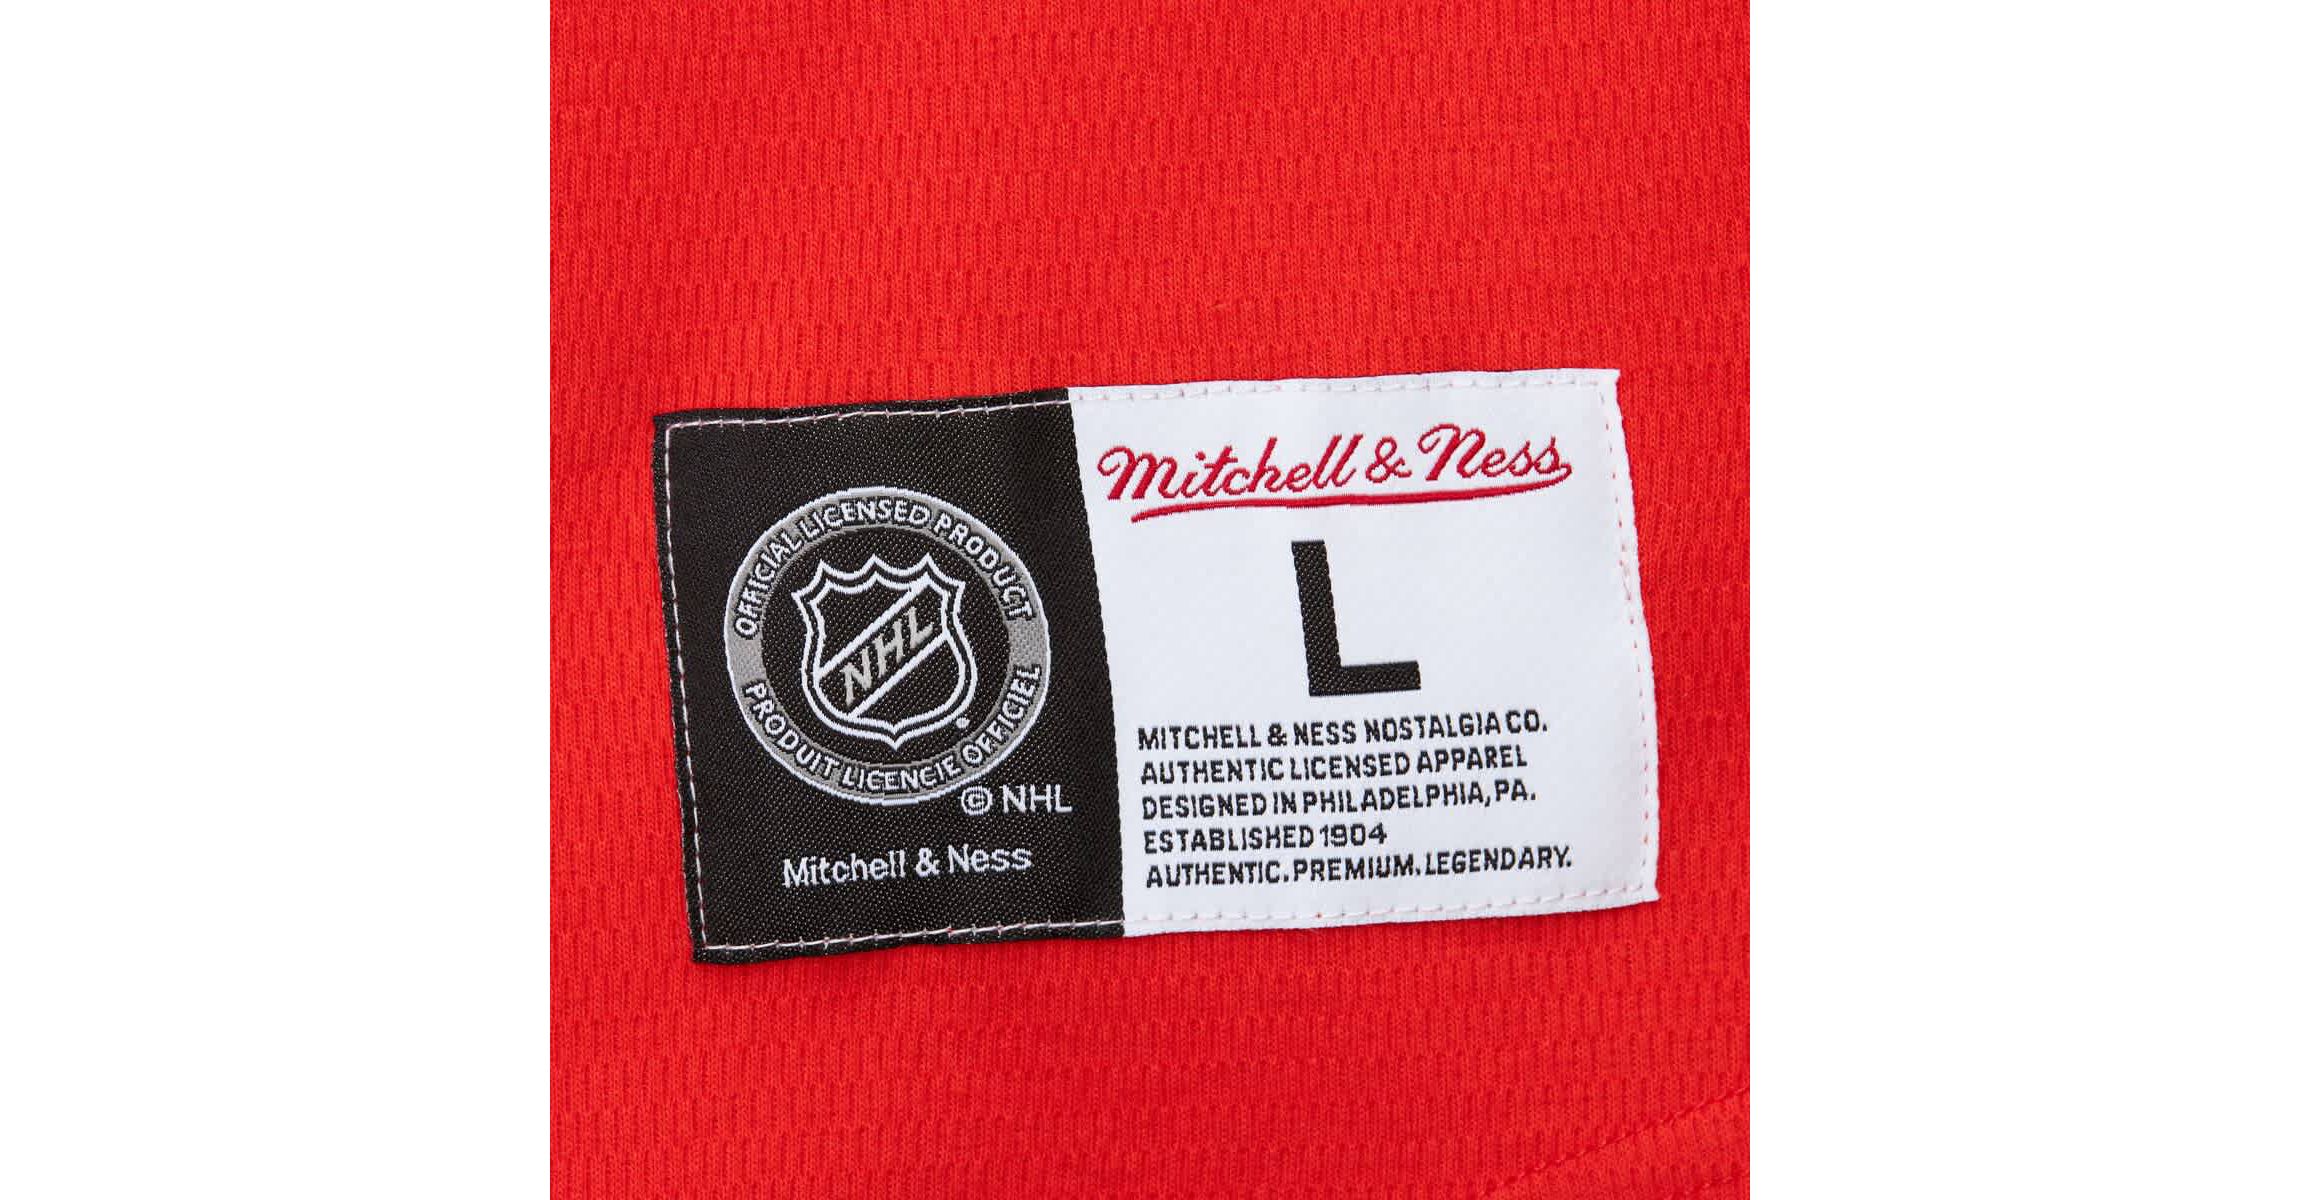 OFFICIAL LICENSED PRODUCT
NHL
PRODUIT LICENCIE OFFICIEL
© NHL
Mitchell & Ness
Mitchell & Ness
L
MITCHELL & NESS NOSTALGIA CO.
AUTHENTIC LICENSED APPAREL
DESIGNED IN PHILADELPHIA, PA.
ESTABLISHED 1904
AUTHENTIC. PREMIUM. LEGENDARY.